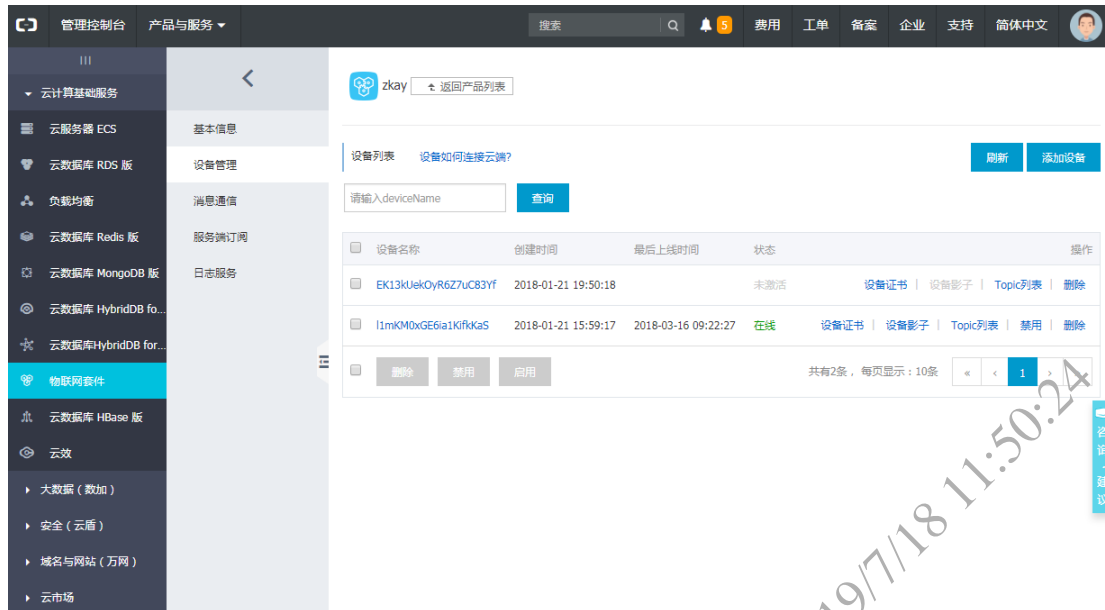 管理控制台 产品与服务 搜索 5 费用 工单 备案 企业 支持 简体中文
云计算基础服务
云服务器 ECS
云数据库 RDS 版
负载均衡
云数据库 Redis 版
云数据库 MongoDB 版
云数据库 HybridDB fo...
云数据库HybridDB for...
物联网套件
云数据库 HBase 版
云效
大数据（数加）
安全（云盾）
域名与网站（万网）
云市场
基本信息
设备管理
消息通信
服务端订阅
日志服务
zkay 返回产品列表
设备列表 设备如何连接云端? 刷新 添加设备
请输入deviceName 查询
设备名称 创建时间 最后上线时间 状态 操作
EK13kUekOyR6Z7uC83Yf 2018-01-21 19:50:18 未激活 设备证书 | 设备影子 | Topic列表 | 删除
l1mKM0xGE6ia1KifkKaS 2018-01-21 15:59:17 2018-03-16 09:22:27 在线 设备证书 | 设备影子 | Topic列表 | 禁用 | 删除
删除 禁用 启用 共有2条，每页显示：10条 « ‹ 1 ›
咨询·建议
19/7/18 11:50:24